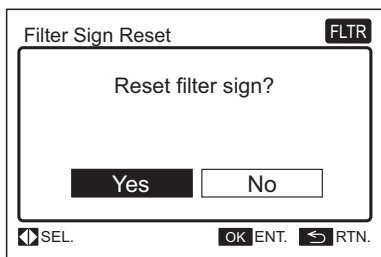 Filter Sign Reset FLTR
Reset filter sign?
Yes No
SEL. OK ENT. RTN.